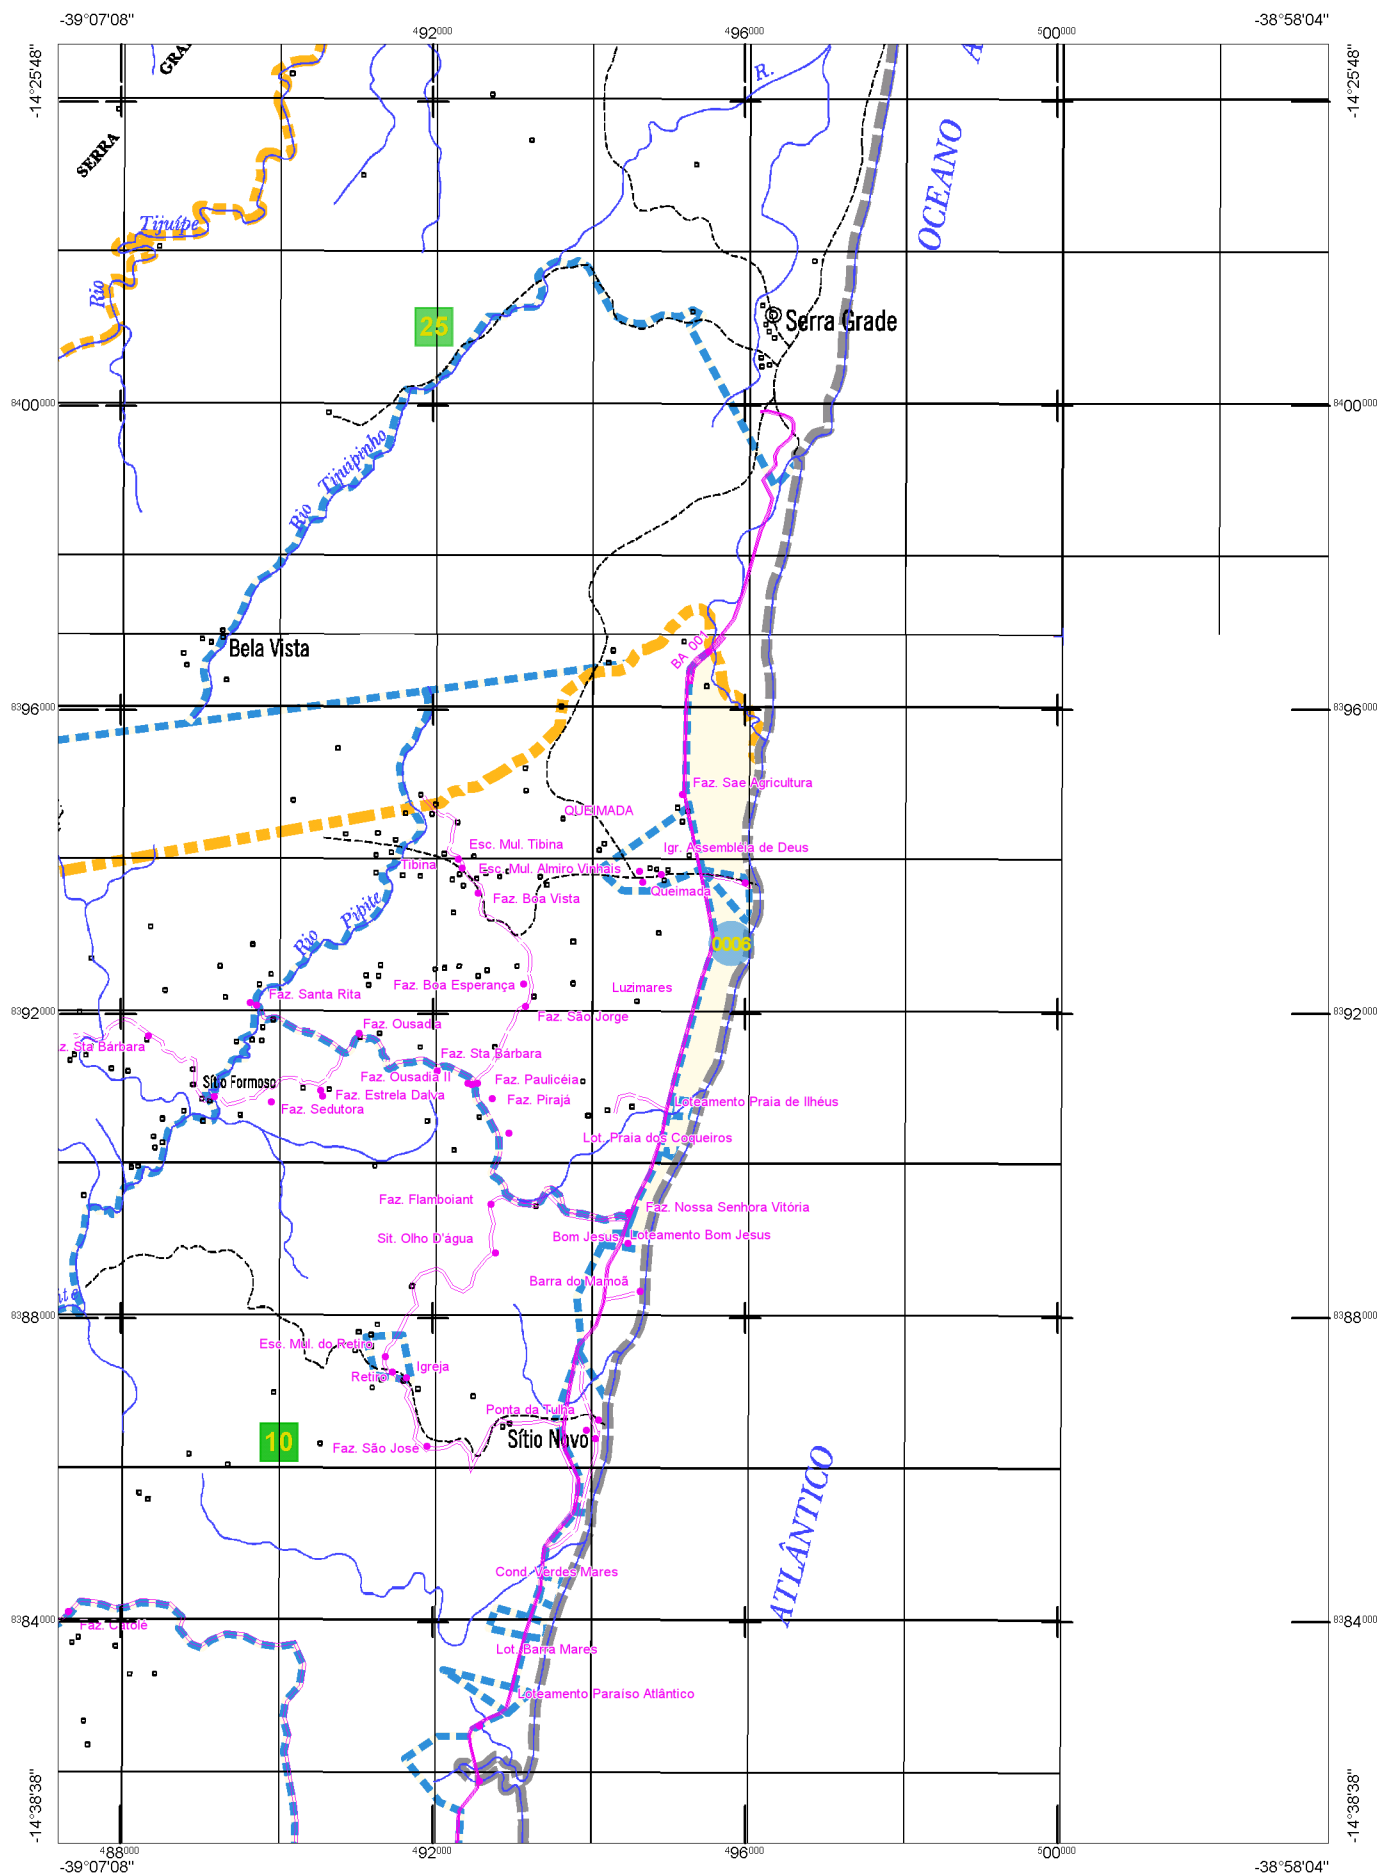 -39°07'08"
-38°58'04"
492000
496000
500000
-14°25'48"
-14°25'48"
GRA
SERRA
R.
A
OCEANO
Tijuípe
Rio
25
Serra Grade
8400000
8400000
Rio Tijuipinho
Bela Vista
BA 001
8396000
8396000
Faz. Sae Agricultura
QUEIMADA
Esc. Mul. Tibina
Igr. Assembléia de Deus
Tibina
Esc. Mul. Almiro Vinhais
Queimada
Faz. Boa Vista
Rio Pipite
0006
Faz. Boa Esperança
Luzimares
Faz. Santa Rita
8392000
8392000
Faz. São Jorge
Faz. Ousadia
z. Sta Bárbara
Faz. Sta Bárbara
Faz. Ousadia II
Faz. Paulicéia
Sítio Formoso
Faz. Estrela Dalva
Faz. Pirajá
Faz. Sedutora
Loteamento Praia de Ilhéus
Lot. Praia dos Coqueiros
Faz. Flamboiant
Faz. Nossa Senhora Vitória
Sit. Olho D'água
Bom Jesus
Loteamento Bom Jesus
Barra do Mamoã
8388000
8388000
Esc. Mul. do Retiro
Igreja
Retiro
Ponta da Tulha
10
Sítio Novo
Faz. São José
ATLÂNTICO
Cond. Verdes Mares
8384000
8384000
Faz. Catolé
Lot. Barra Mares
Loteamento Paraíso Atlântico
-14°38'38"
-14°38'38"
488000
492000
496000
500000
-39°07'08"
-38°58'04"